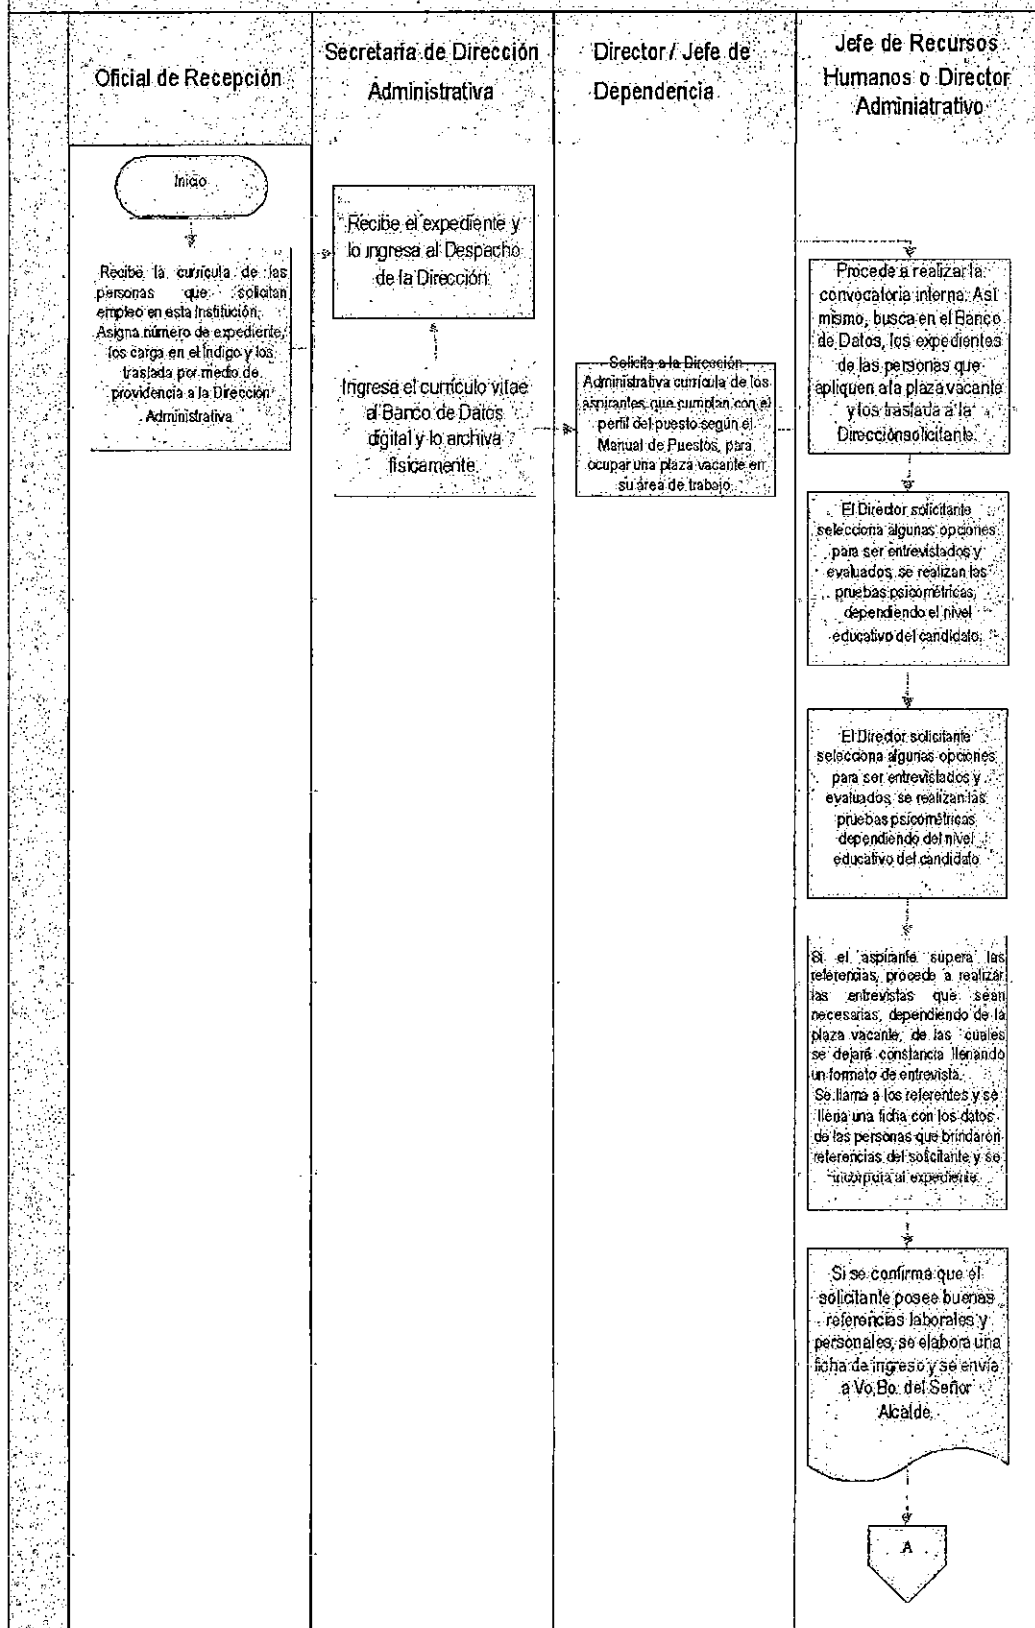 Oficial de Recepción
Secretaria de Dirección
Administrativa
Director / Jefe de
Dependencia
Jefe de Recursos
Humanos o Director
Adminiatrativo
Inicio
Recibe la currícula de las
personas que solicitan
empleo en esta Institución.
Asigna número de expediente,
los carga en el Indigo y los
traslada por medio de
providencia a la Dirección
Administrativa
Recibe el expediente y
lo ingresa al Despacho
de la Dirección
Ingresa el currículo vitae
al Banco de Datos
digital y lo archiva
físicamente.
Solicita a la Dirección
Administrativa currícula de los
aspirantes que cumplan con el
perfil del puesto según el
Manual de Puestos, para
ocupar una plaza vacante en
su área de trabajo
Procede a realizar la
convocatoria interna. Así
mismo, busca en el Banco
de Datos, los expedientes
de las personas que
apliquen a la plaza vacante
y los traslada a la
Direcciónsolicitante.
El Director solicitante
selecciona algunas opciones
para ser entrevistados y
evaluados, se realizan las
pruebas psicométricas,
dependiendo el nivel
educativo del candidato.
El Director solicitante
selecciona algunas opciones
para ser entrevistados y
evaluados, se realizan las
pruebas psicométricas
dependiendo del nivel
educativo del candidato
Si el aspirante supera las
referencias, procede a realizar
las entrevistas que sean
necesarias, dependiendo de la
plaza vacante, de las cuales
se dejará constancia llenando
un formato de entrevista.
Se llama a los referentes y se
llena una ficha con los datos
de las personas que brindaron
referencias del solicitante y se
incorpora al expediente
Si se confirma que el
solicitante posee buenas
referencias laborales y
personales, se elabora una
ficha de ingreso y se envía
a Vo.Bo. del Señor
Alcalde.
A